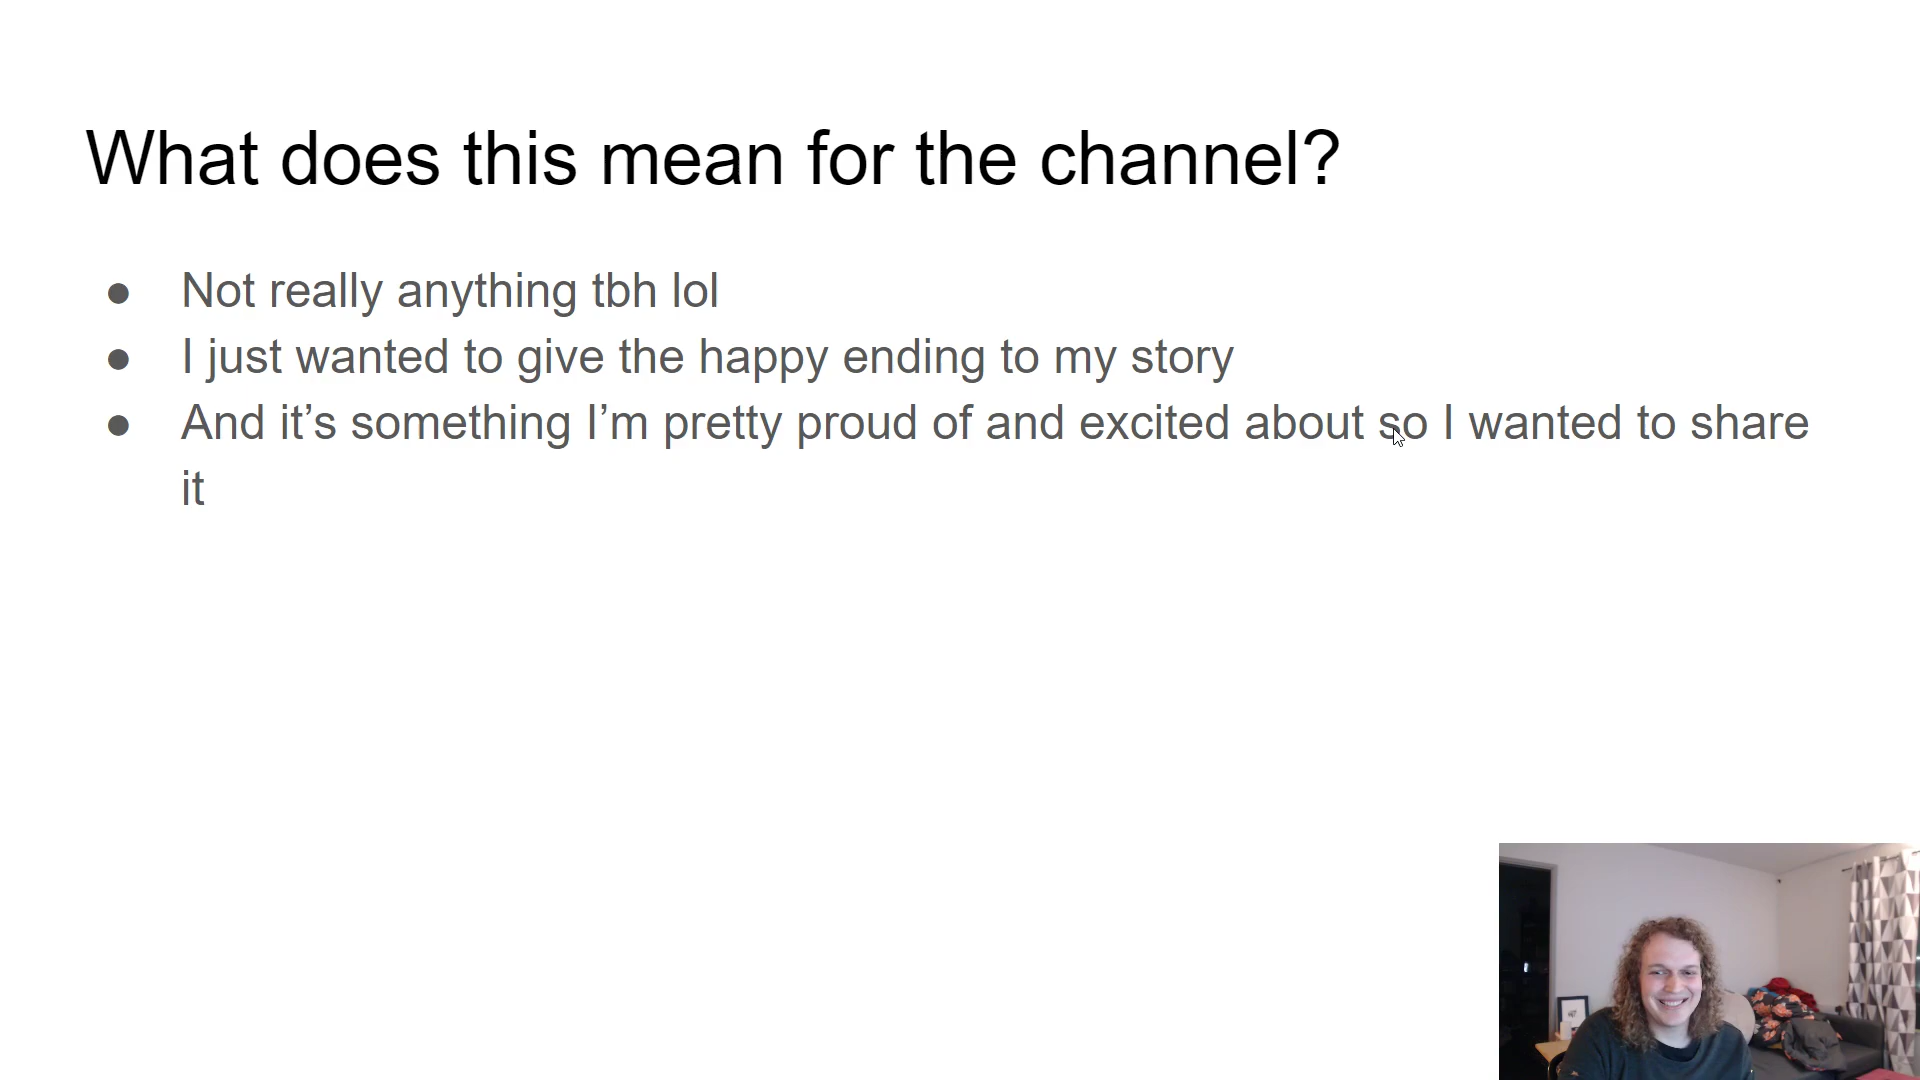 What does this mean for the channel?
● Not really anything tbh lol
● I just wanted to give the happy ending to my story
● And it’s something I’m pretty proud of and excited about so I wanted to share
it